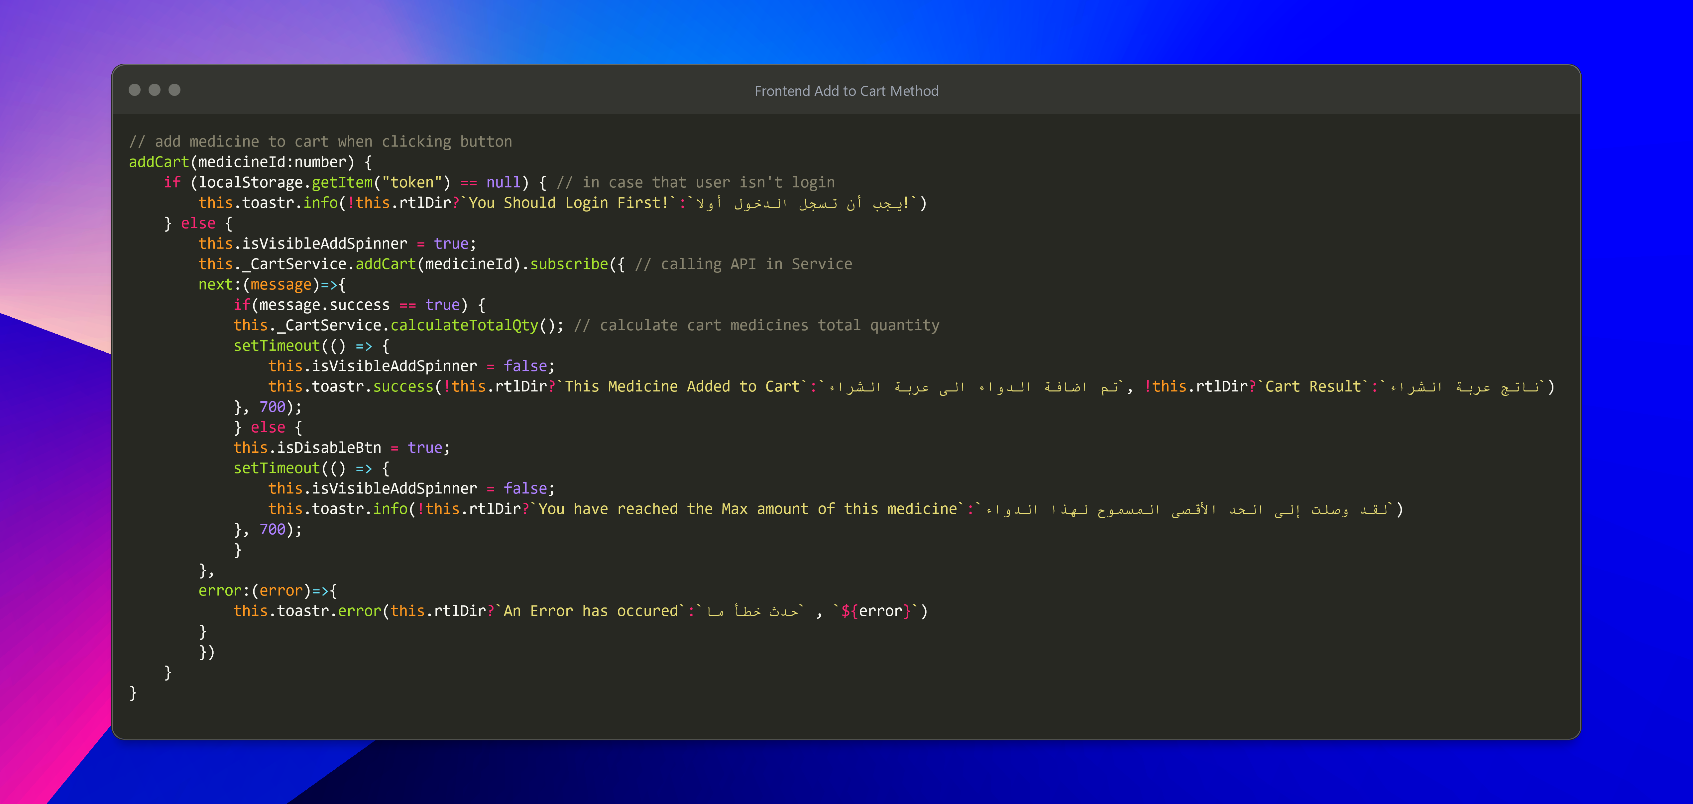 Frontend Add to Cart Method
// add medicine to cart when clicking button
addCart(medicineId:number) {
    if (localStorage.getItem("token") == null) { // in case that user isn't login
        this.toastr.info(!this.rtlDir?`You Should Login First!`:`يجب أن تسجل الدخول أولا!`)
    } else {
        this.isVisibleAddSpinner = true;
        this._CartService.addCart(medicineId).subscribe({ // calling API in Service
        next:(message)=>{
            if(message.success == true) {
            this._CartService.calculateTotalQty(); // calculate cart medicines total quantity
            setTimeout(() => {
                this.isVisibleAddSpinner = false;
                this.toastr.success(!this.rtlDir?`This Medicine Added to Cart`:`تم اضافة الدواء الى عربة الشراء`, !this.rtlDir?`Cart Result`:`ناتج عربة الشراء`)
            }, 700);
            } else {
            this.isDisableBtn = true;
            setTimeout(() => {
                this.isVisibleAddSpinner = false;
                this.toastr.info(!this.rtlDir?`You have reached the Max amount of this medicine`:`لقد وصلت إلى الحد الأقصى المسموح لهذا الدواء`)
            }, 700);
            }
        },
        error:(error)=>{
            this.toastr.error(this.rtlDir?`An Error has occured`:`حدث خطأ ما` , `${error}`)
        }
        })
    }
}